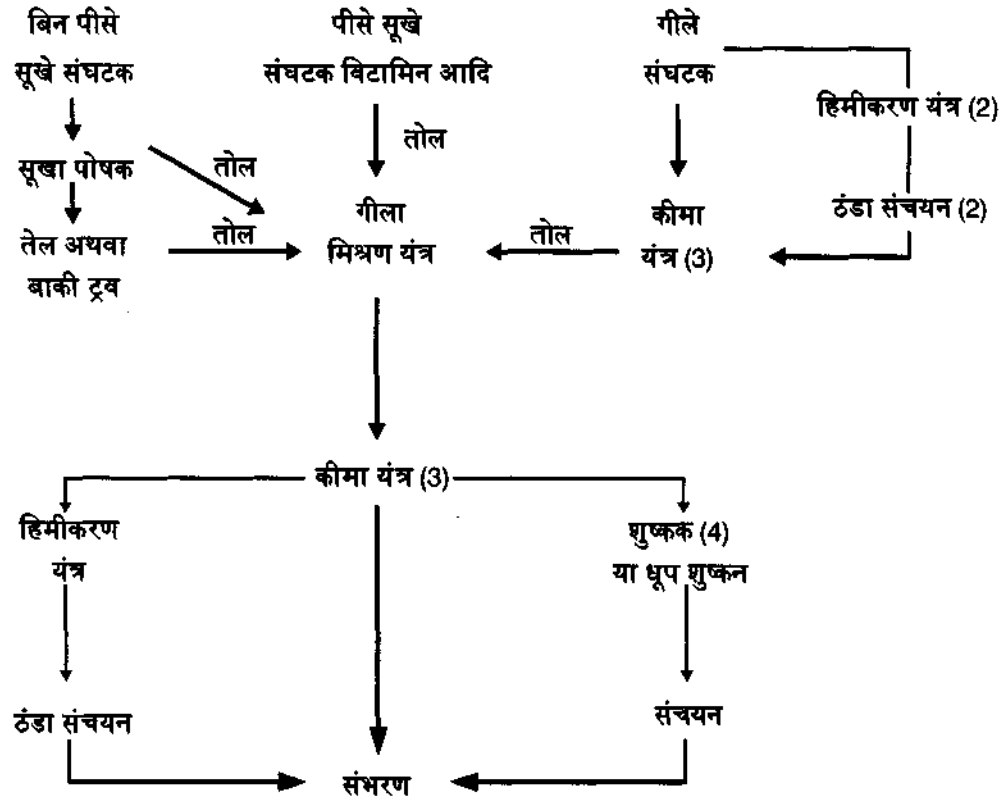 बिन पीसे
सूखे संघटक
पीसे सूखे
संघटक विटामिन आदि
गीले
संघटक
हिमीकरण यंत्र (2)
तोल
सूखा पोषक
तोल
ठंडा संचयन (2)
गीला
मिश्रण यंत्र
कीमा
यंत्र (3)
तोल
तोल
तेल अथवा
बाकी ट्रव
कीमा यंत्र (3)
हिमीकरण
यंत्र
शुष्कक (4)
या धूप शुष्कन
ठंडा संचयन
संचयन
संभरण